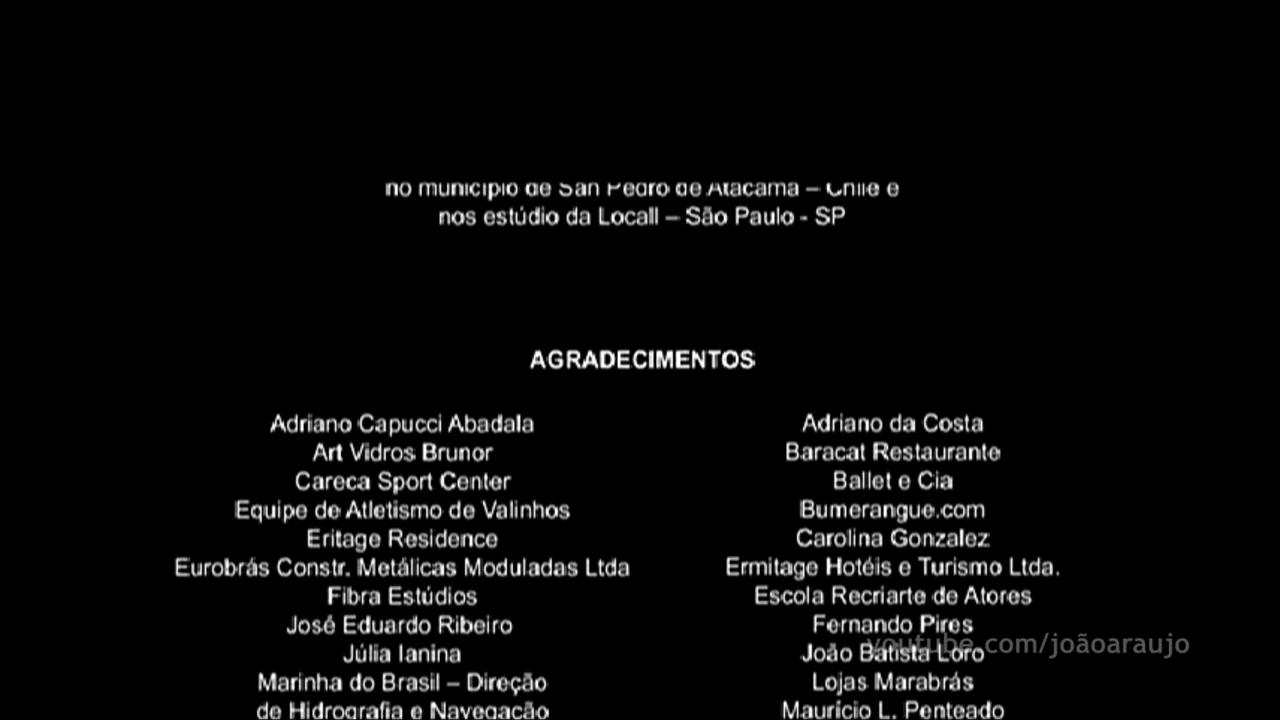 no município de San Pedro de Atacama – Chile e
nos estúdio da Locall – São Paulo - SP
AGRADECIMENTOS
Adriano Capucci Abadala
Art Vidros Brunor
Careca Sport Center
Equipe de Atletismo de Valinhos
Eritage Residence
Eurobrás Constr. Metálicas Moduladas Ltda
Fibra Estúdios
José Eduardo Ribeiro
Júlia Ianina
Marinha do Brasil – Direção
de Hidrografia e Navegação
Adriano da Costa
Baracat Restaurante
Ballet e Cia
Bumerangue.com
Carolina Gonzalez
Ermitage Hotéis e Turismo Ltda.
Escola Recriarte de Atores
Fernando Pires
João Batista Loro
Lojas Marabrás
Maurício L. Penteado
youtube.com/joãoaraujo